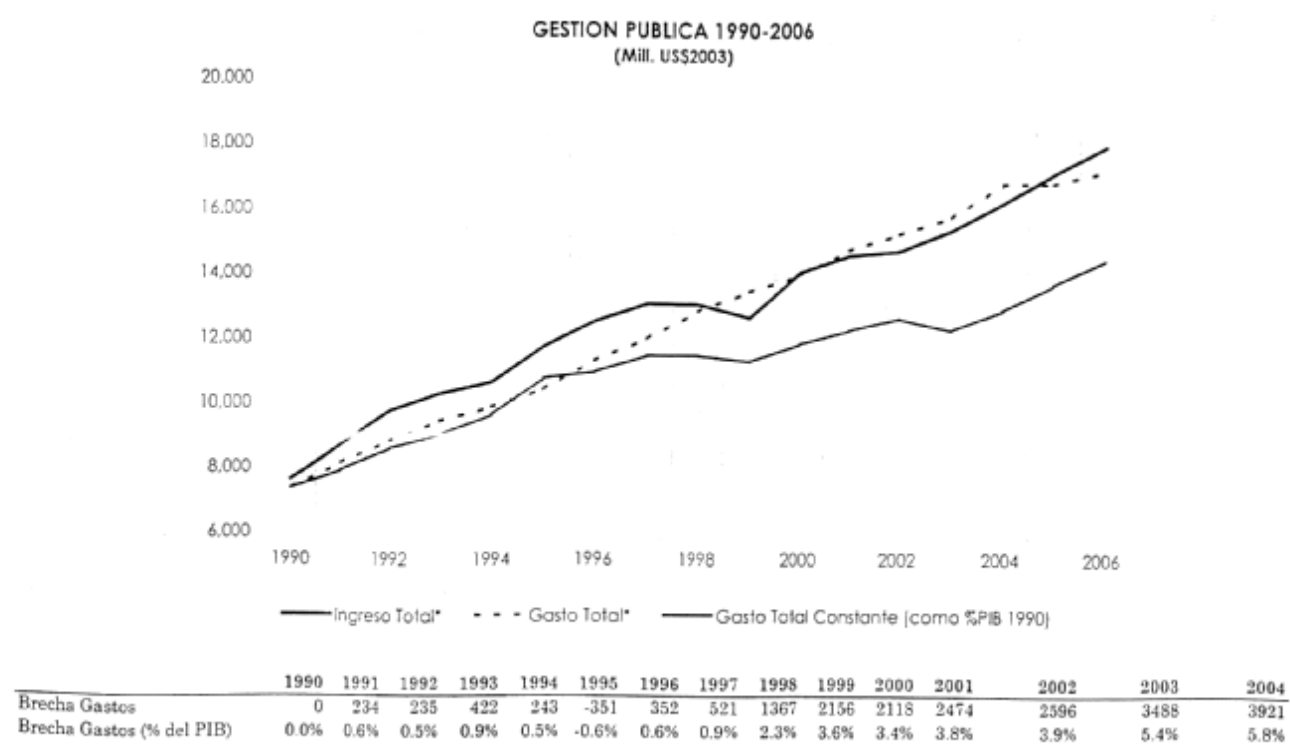 GESTION PUBLICA 1990-2006
(Mill. US$2003)
20.000
18,000
16.000
14,000
12.000
10,000
8.000
6,000
1990 1992 1994 1996 1998 2000 2002 2004 2006
Ingreso Total* Gasto Total* Gasto Total Constante (como %PIB 1990)
1990 1991 1992 1993 1994 1995 1996 1997 1998 1999 2000 2001 2002 2003 2004
Brecha Gastos 0 234 235 422 243 -351 352 521 1367 2156 2118 2474 2596 3488 3921
Brecha Gastos (% del PIB) 0.0% 0.6% 0.5% 0.9% 0.5% -0.6% 0.6% 0.9% 2.3% 3.6% 3.4% 3.8% 3.9% 5.4% 5.8%